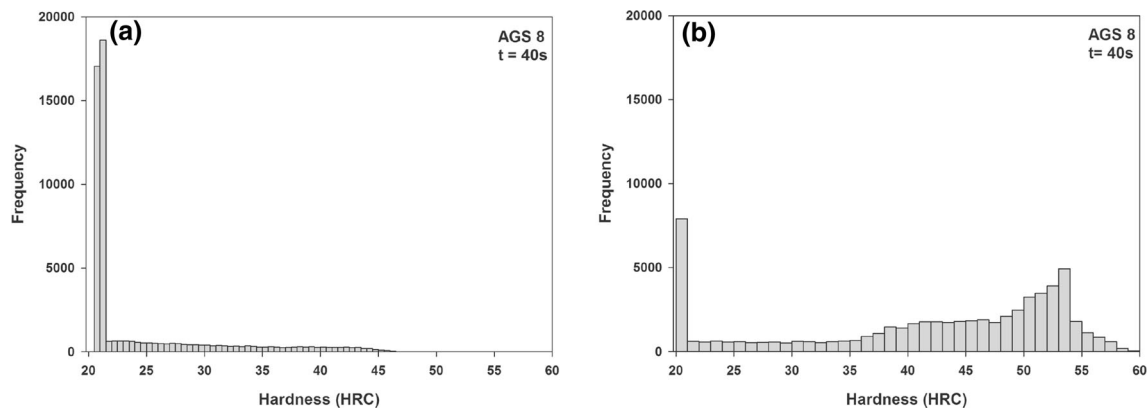 (a)
AGS 8
t = 40s
20000
15000
10000
5000
0
Frequency
20 25 30 35 40 45 50 55 60
Hardness (HRC)
(b)
AGS 8
t= 40s
20000
15000
10000
5000
0
Frequency
20 25 30 35 40 45 50 55 60
Hardness (HRC)